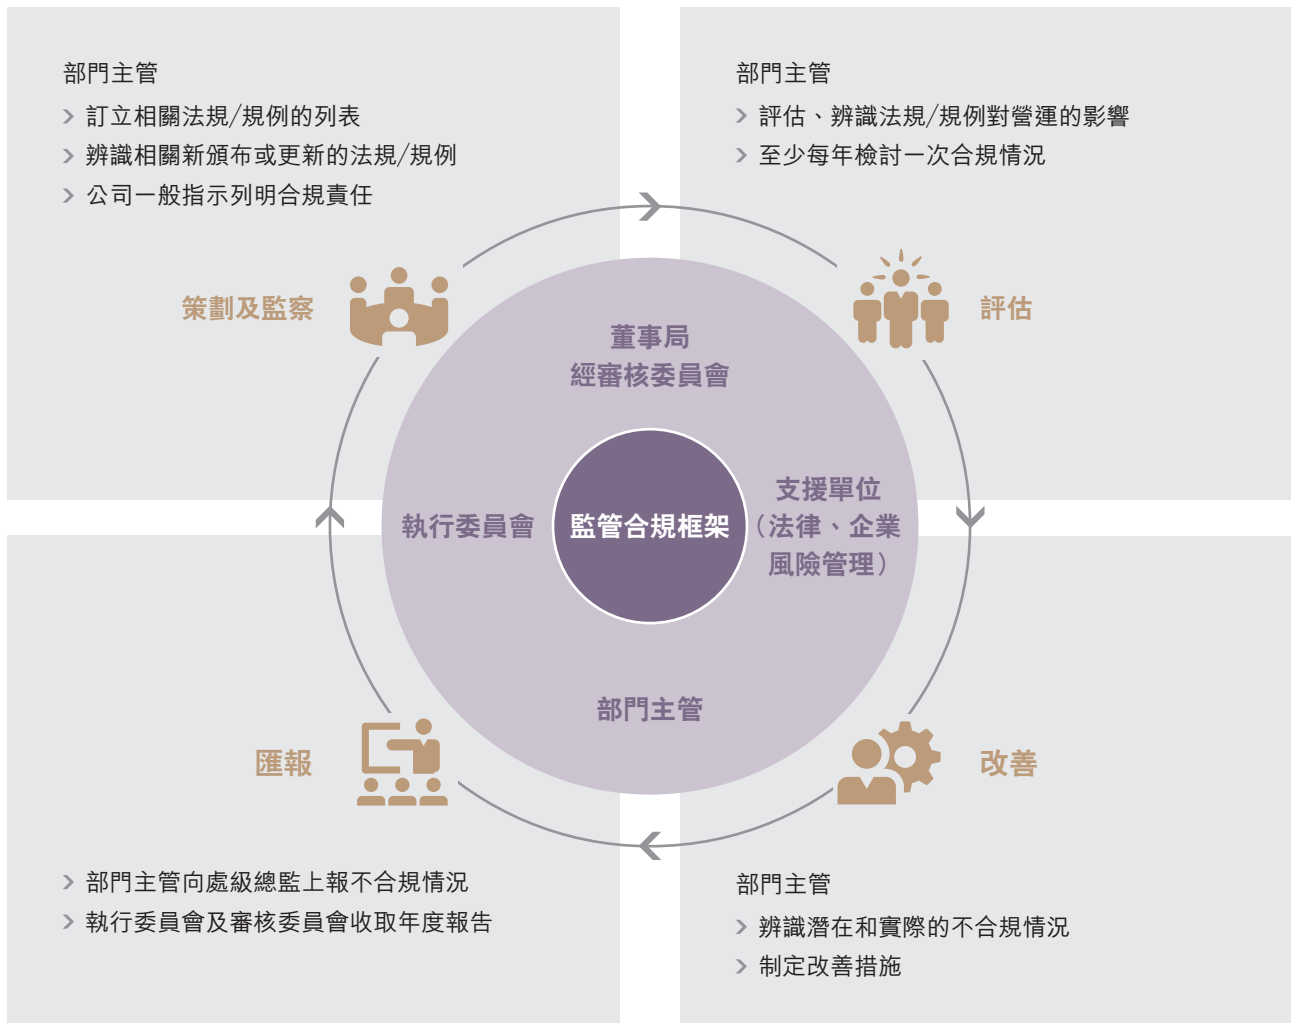 部門主管
訂立相關法規/規例的列表
辨識相關新頒布或更新的法規/規例
公司一般指示列明合規責任
策劃及監察
部門主管
評估、辨識法規/規例對營運的影響
至少每年檢討一次合規情況
評估
董事局
經審核委員會
執行委員會
監管合規框架
支援單位
（法律、企業
風險管理）
部門主管
匯報
部門主管向處級總監上報不合規情況
執行委員會及審核委員會收取年度報告
改善
部門主管
辨識潛在和實際的不合規情況
制定改善措施